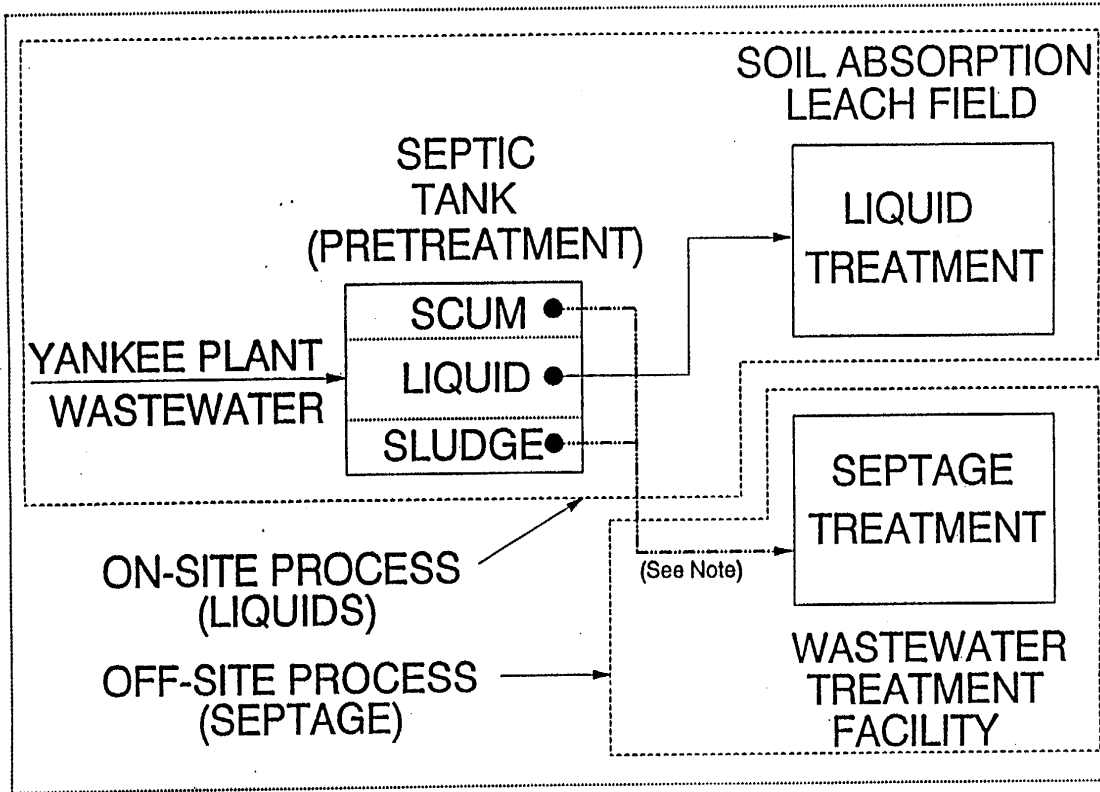 SOIL ABSORPTION
LEACH FIELD
SEPTIC
TANK
(PRETREATMENT)
LIQUID
TREATMENT
SCUM
LIQUID
SLUDGE
YANKEE PLANT
WASTEWATER
SEPTAGE
TREATMENT
(See Note)
ON-SITE PROCESS
(LIQUIDS)
OFF-SITE PROCESS
(SEPTAGE)
WASTEWATER
TREATMENT
FACILITY